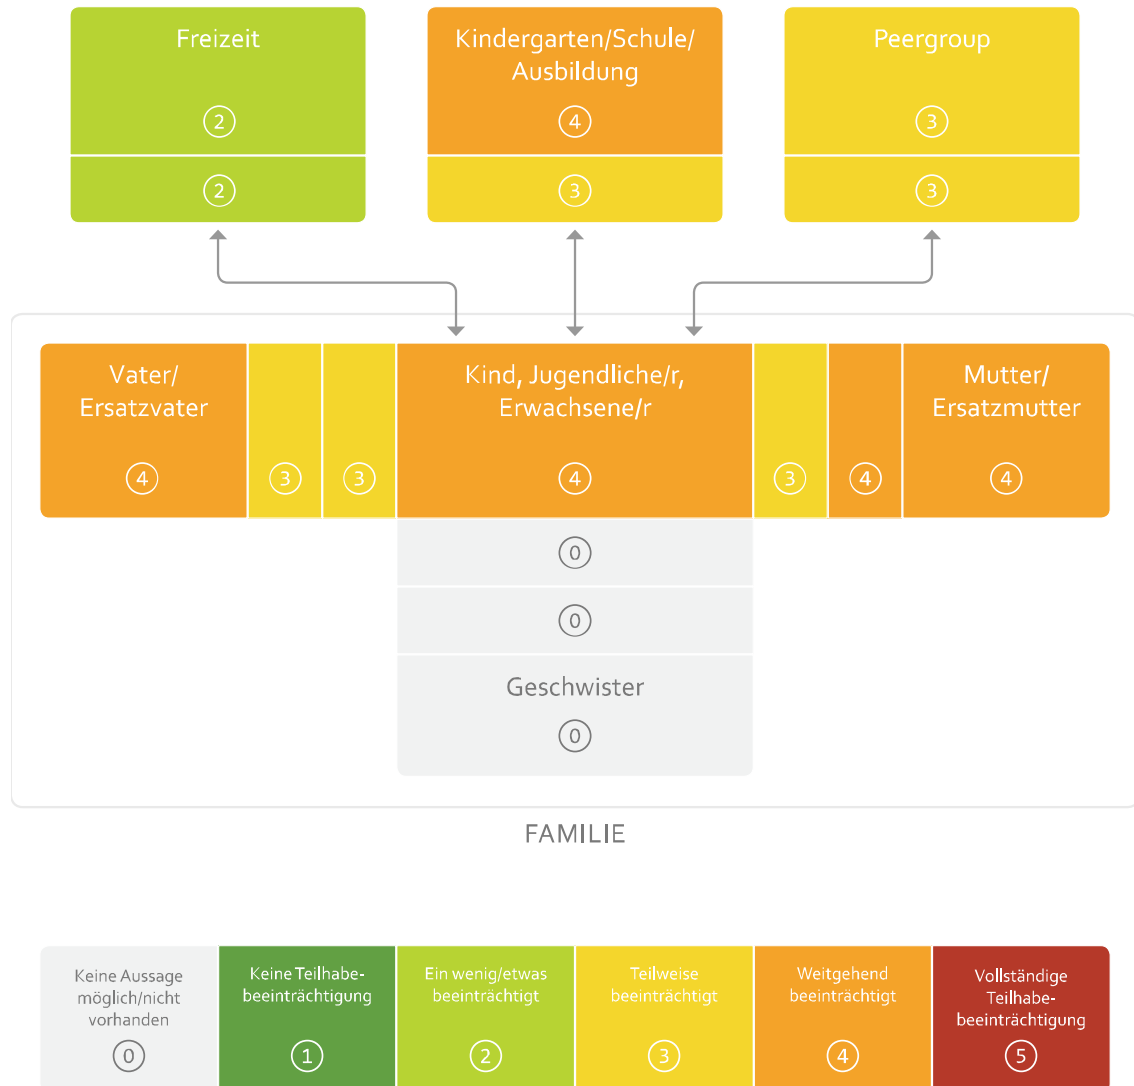 Freizeit
2
2
Kindergarten/Schule/
Ausbildung
4
3
Peergroup
3
3
Vater/
Ersatzvater
4
3
3
Kind, Jugendliche/r,
Erwachsene/r
4
3
4
Mutter/
Ersatzmutter
4
0
0
Geschwister
0
FAMILIE
Keine Aussage
möglich/nicht
vorhanden
0
Keine Teilhabe-
beeinträchtigung
1
Ein wenig/etwas
beeinträchtigt
2
Teilweise
beeinträchtigt
3
Weitgehend
beeinträchtigt
4
Vollständige
Teilhabe-
beeinträchtigung
5